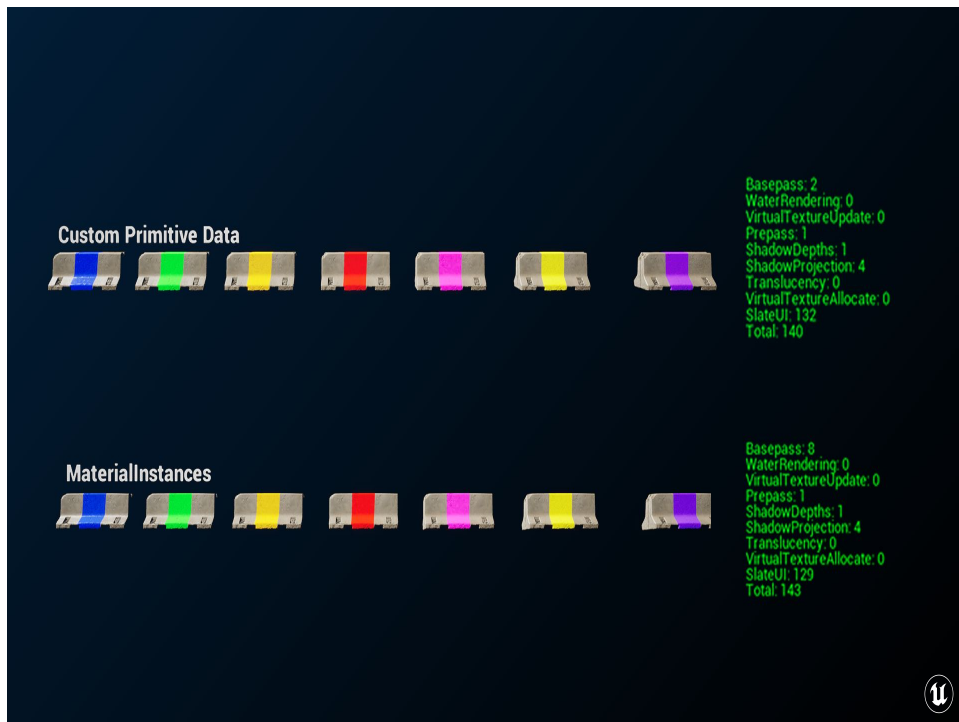 Custom Primitive Data
Basepass: 2
WaterRendering: 0
VirtualTextureUpdate: 0
Prepass: 1
ShadowDepths: 1
ShadowProjection: 4
Translucency: 0
VirtualTextureAllocate: 0
SlateUI: 132
Total: 140
MaterialInstances
Basepass: 8
WaterRendering: 0
VirtualTextureUpdate: 0
Prepass: 1
ShadowDepths: 1
ShadowProjection: 4
Translucency: 0
VirtualTextureAllocate: 0
SlateUI: 129
Total: 143